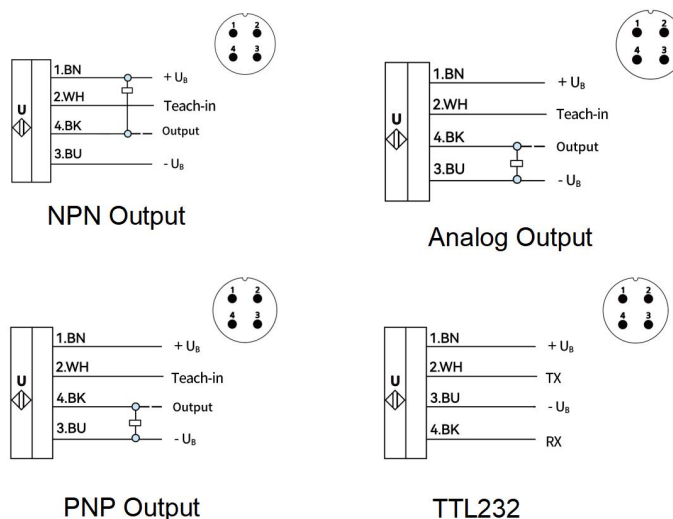 1 2
4 3
1.BN + UB
2.WH Teach-in
U
4.BK Output
3.BU - UB
NPN Output
1 2
4 3
1.BN + UB
2.WH Teach-in
U
4.BK Output
3.BU - UB
Analog Output
1 2
4 3
1.BN + UB
2.WH Teach-in
U
4.BK Output
3.BU - UB
PNP Output
1 2
4 3
1.BN + UB
2.WH TX
U
3.BU - UB
4.BK RX
TTL232